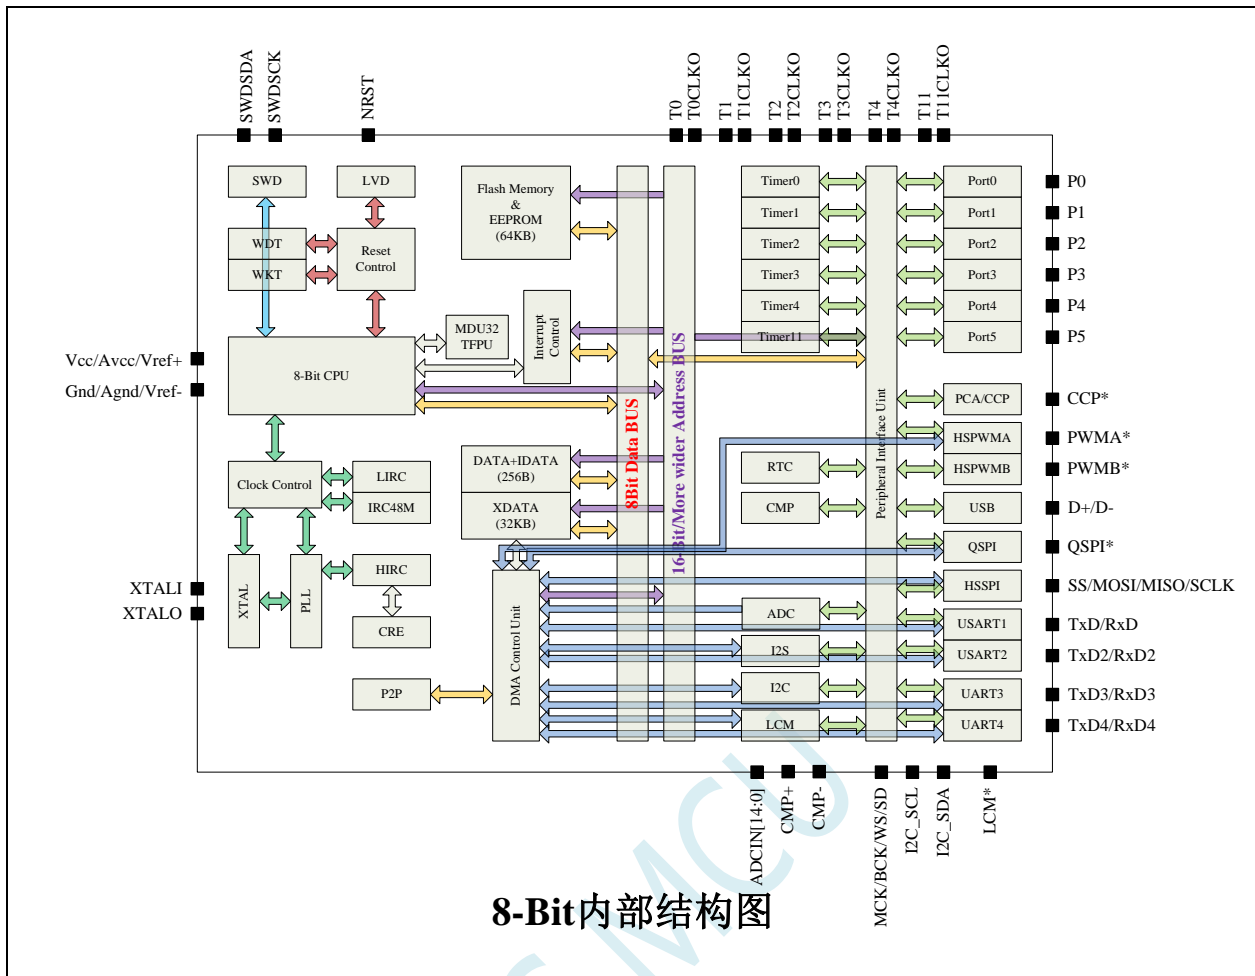 SWDSDA
SWDSCK
NRST
T0
T0CLKO
T1
T1CLKO
T2
T2CLKO
T3
T3CLKO
T4
T4CLKO
T11
T11CLKO
SWD
LVD
WDT
WKT
Reset
Control
Flash Memory
&
EEPROM
(64KB)
MDU32
TFPU
Interrupt
Control
8-Bit CPU
Vcc/Avcc/Vref+
Gnd/Agnd/Vref-
Clock Control
LIRC
IRC48M
HIRC
CRE
XTAL
PLL
XTALI
XTALO
P2P
DATA+IDATA
(256B)
XDATA
(32KB)
DMA Control Unit
8Bit Data BUS
16-Bit/More wider Address BUS
Timer0
Timer1
Timer2
Timer3
Timer4
Timer11
RTC
CMP
ADC
I2S
I2C
LCM
Peripheral Interface Uint
Port0
Port1
Port2
Port3
Port4
Port5
PCA/CCP
HSPWMA
HSPWMB
USB
QSPI
HSSPI
USART1
USART2
UART3
UART4
P0
P1
P2
P3
P4
P5
CCP*
PWMA*
PWMB*
D+/D-
QSPI*
SS/MOSI/MISO/SCLK
TxD/RxD
TxD2/RxD2
TxD3/RxD3
TxD4/RxD4
ADCIN[14:0]
CMP+
CMP-
MCK/BCK/WS/SD
I2C_SCL
I2C_SDA
LCM*
8-Bit内部结构图
MCU